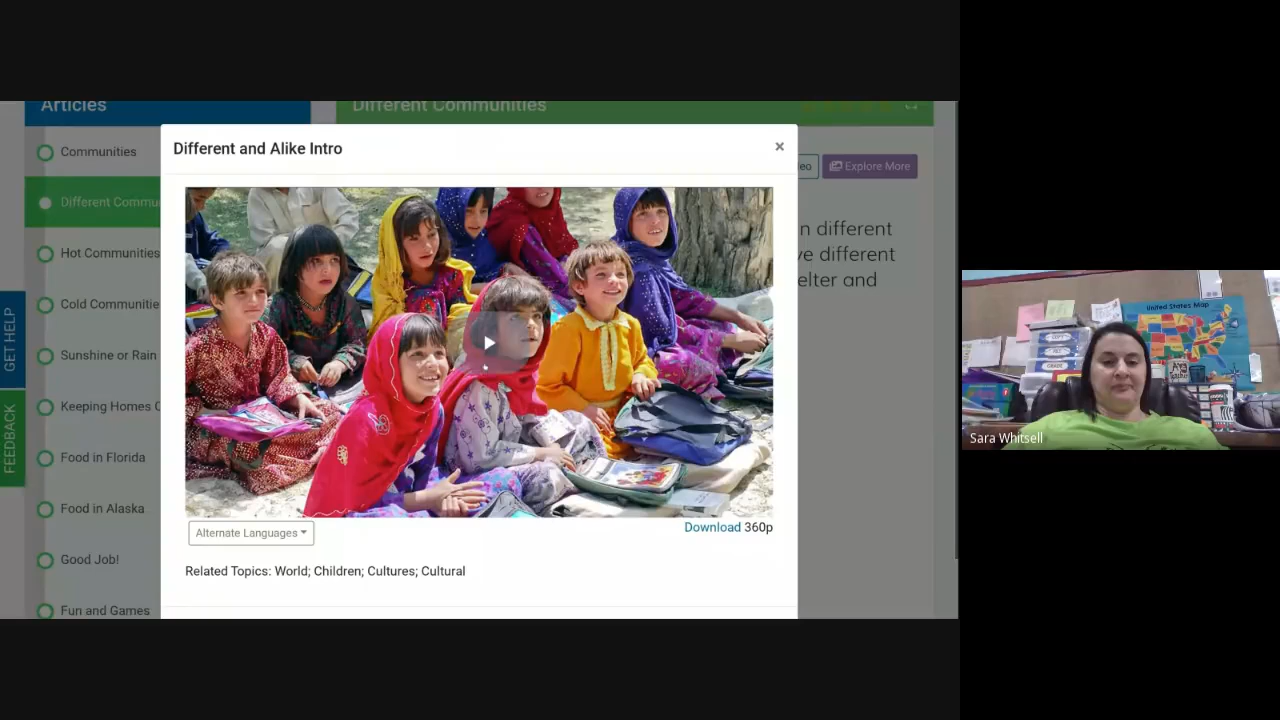 Articles
Different Communities
Different and Alike Intro
×
Communities
Different Commu
Hot Communities
Cold Communitie
Sunshine or Rain
Keeping Homes C
Food in Florida
Food in Alaska
Good Job!
Fun and Games
GET HELP
FEEDBACK
eo
Explore More
n different
ve different
elter and
Alternate Languages
Download 360p
Related Topics: World; Children; Cultures; Cultural
United States Map
GRADE
Sara Whitsell